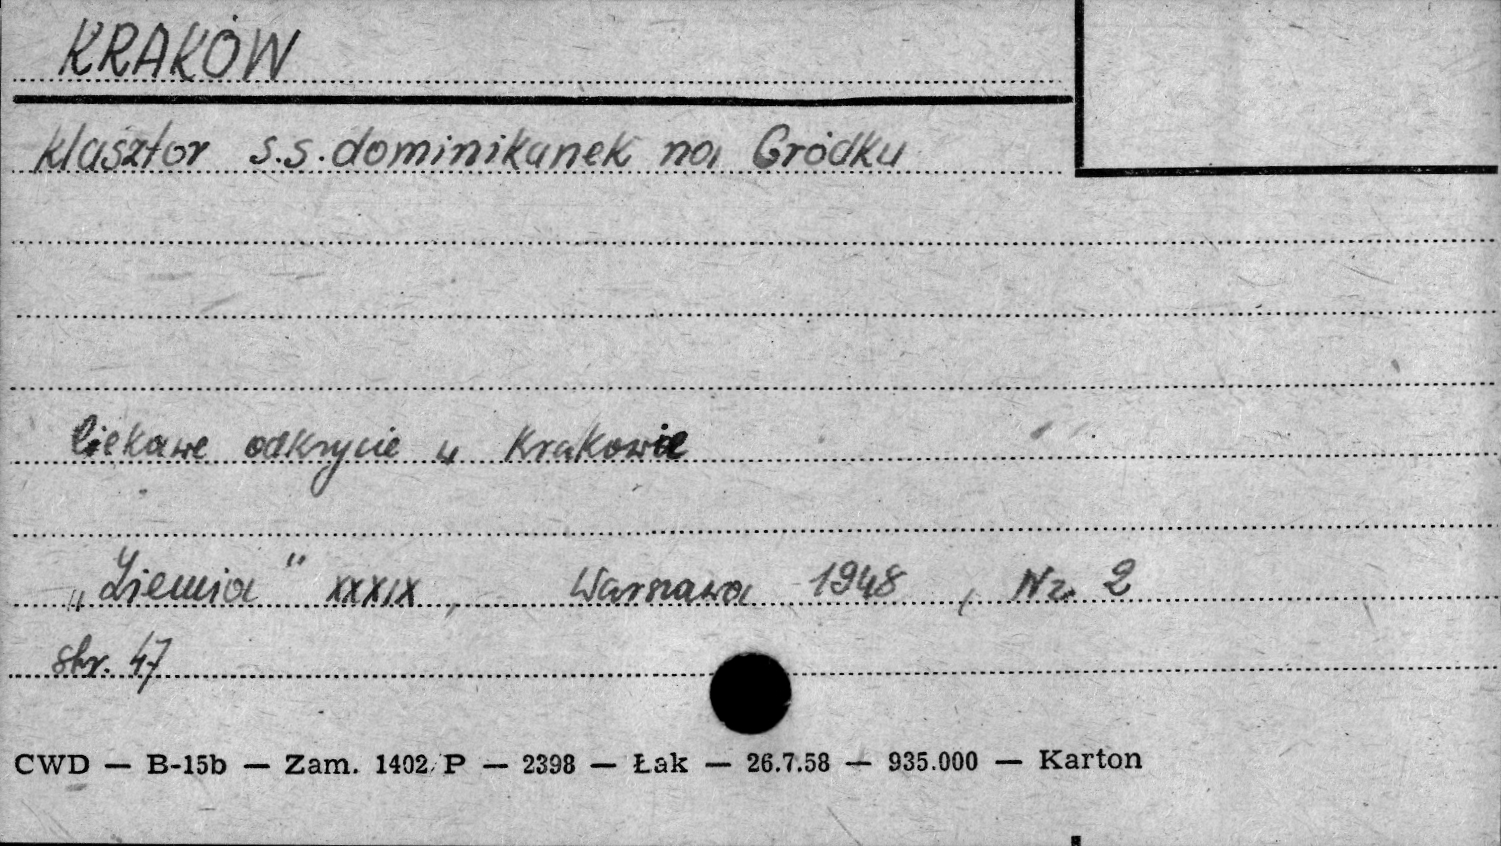 KRAKÓW
klasztor s.s. dominikanek na Gródku
Ciekawe odkrycie w Krakowie
„Ziemia" XXXIX, Warszawa 1948, Nr. 2
str. 47
CWD — B-15b — Zam. 1402/P — 2398 — Łak — 26.7.58 — 935.000 — Karton